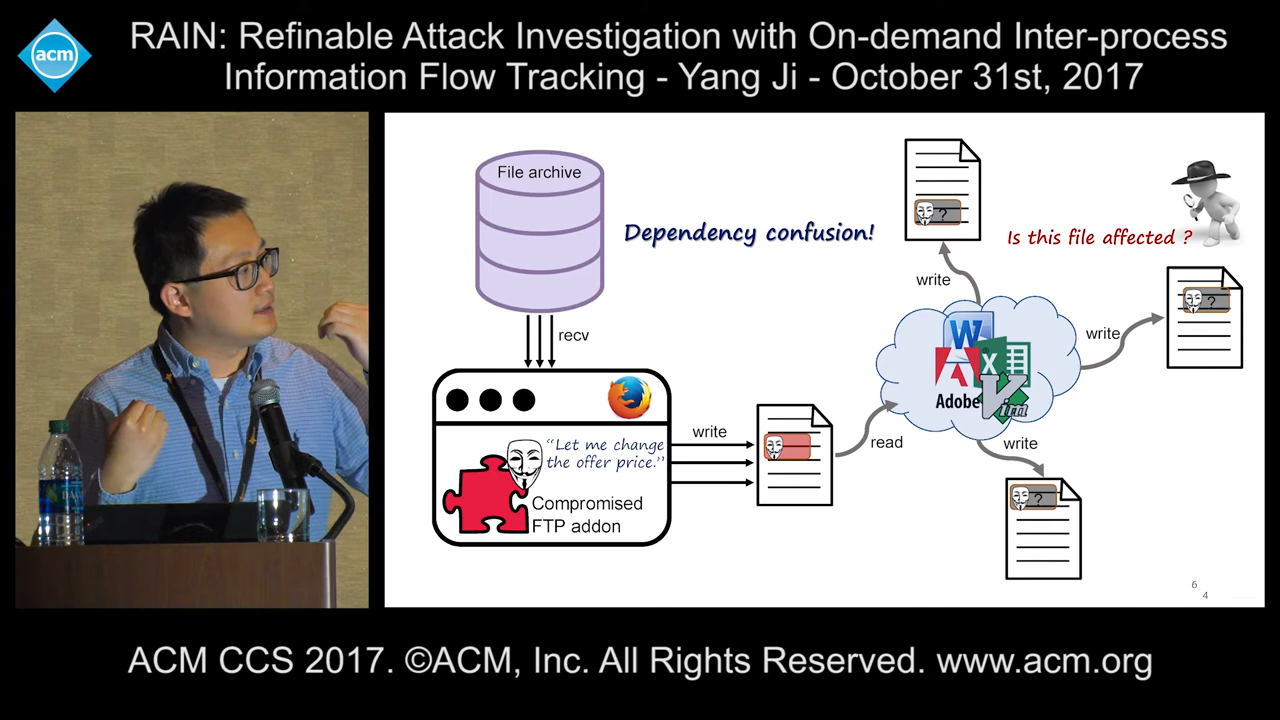 acm
RAIN: Refinable Attack Investigation with On-demand Inter-process
Information Flow Tracking - Yang Ji - October 31st, 2017
File archive
Dependency confusion!
?
Is this file affected ?
write
?
recv
write
W
X
Adobe
Vim
write
"Let me change
the offer price."
read
write
Compromised
FTP addon
?
6
4
ACM CCS 2017. ©ACM, Inc. All Rights Reserved. www.acm.org